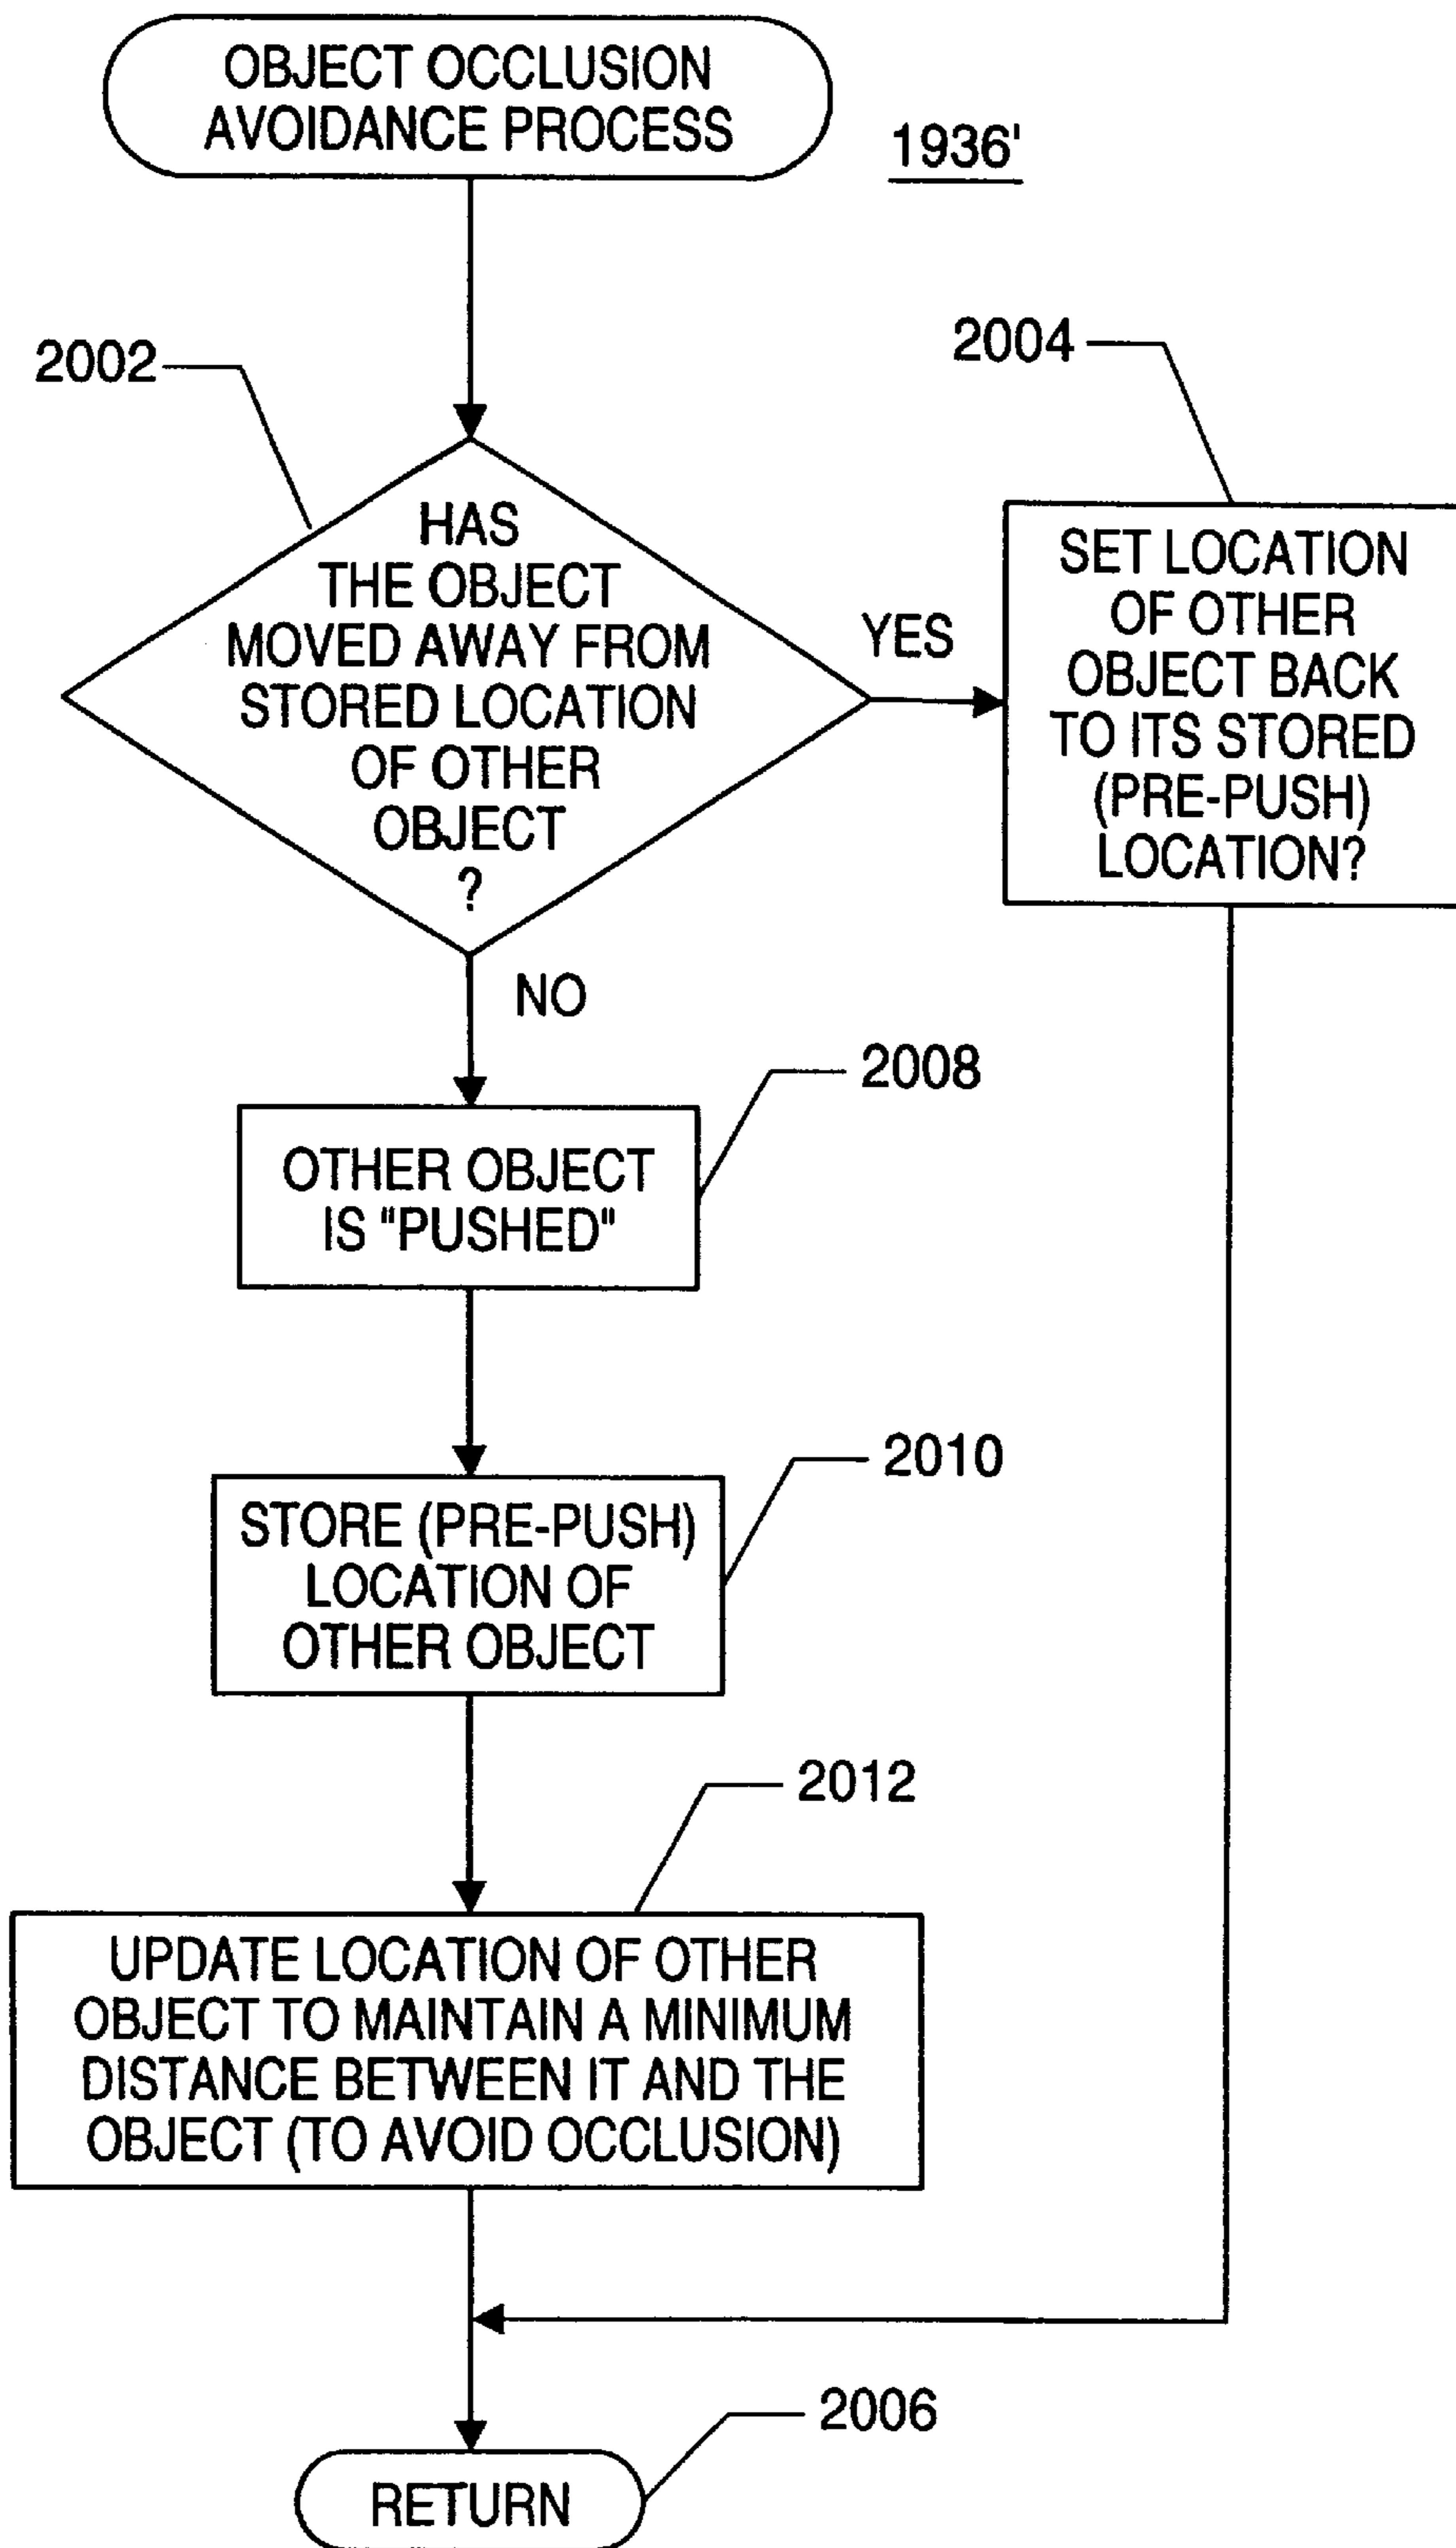 OBJECT OCCLUSION
AVOIDANCE PROCESS
1936'
2002
2004
HAS
THE OBJECT
MOVED AWAY FROM
STORED LOCATION
OF OTHER
OBJECT
?
YES
SET LOCATION
OF OTHER
OBJECT BACK
TO ITS STORED
(PRE-PUSH)
LOCATION?
NO
2008
OTHER OBJECT
IS "PUSHED"
2010
STORE (PRE-PUSH)
LOCATION OF
OTHER OBJECT
2012
UPDATE LOCATION OF OTHER
OBJECT TO MAINTAIN A MINIMUM
DISTANCE BETWEEN IT AND THE
OBJECT (TO AVOID OCCLUSION)
2006
RETURN